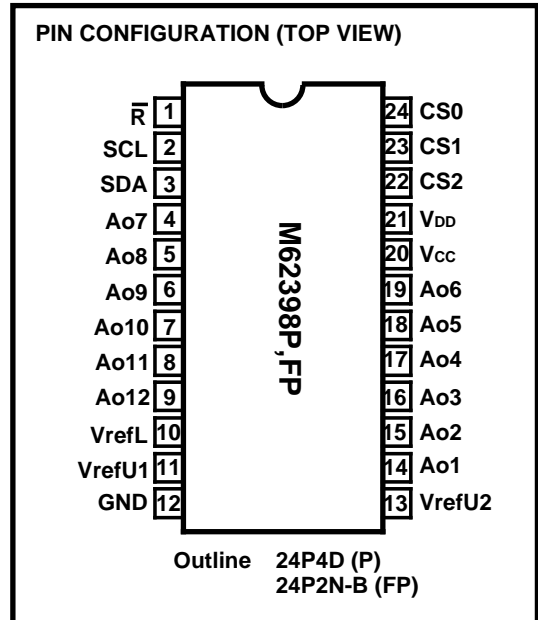 PIN CONFIGURATION (TOP VIEW)
R̅ 1 24 CS0
SCL 2 23 CS1
SDA 3 22 CS2
Ao7 4 21 VDD
Ao8 5 20 VCC
Ao9 6 19 Ao6
Ao10 7 18 Ao5
Ao11 8 17 Ao4
Ao12 9 16 Ao3
VrefL 10 15 Ao2
VrefU1 11 14 Ao1
GND 12 13 VrefU2
M62398P,FP
Outline 24P4D (P)
24P2N-B (FP)